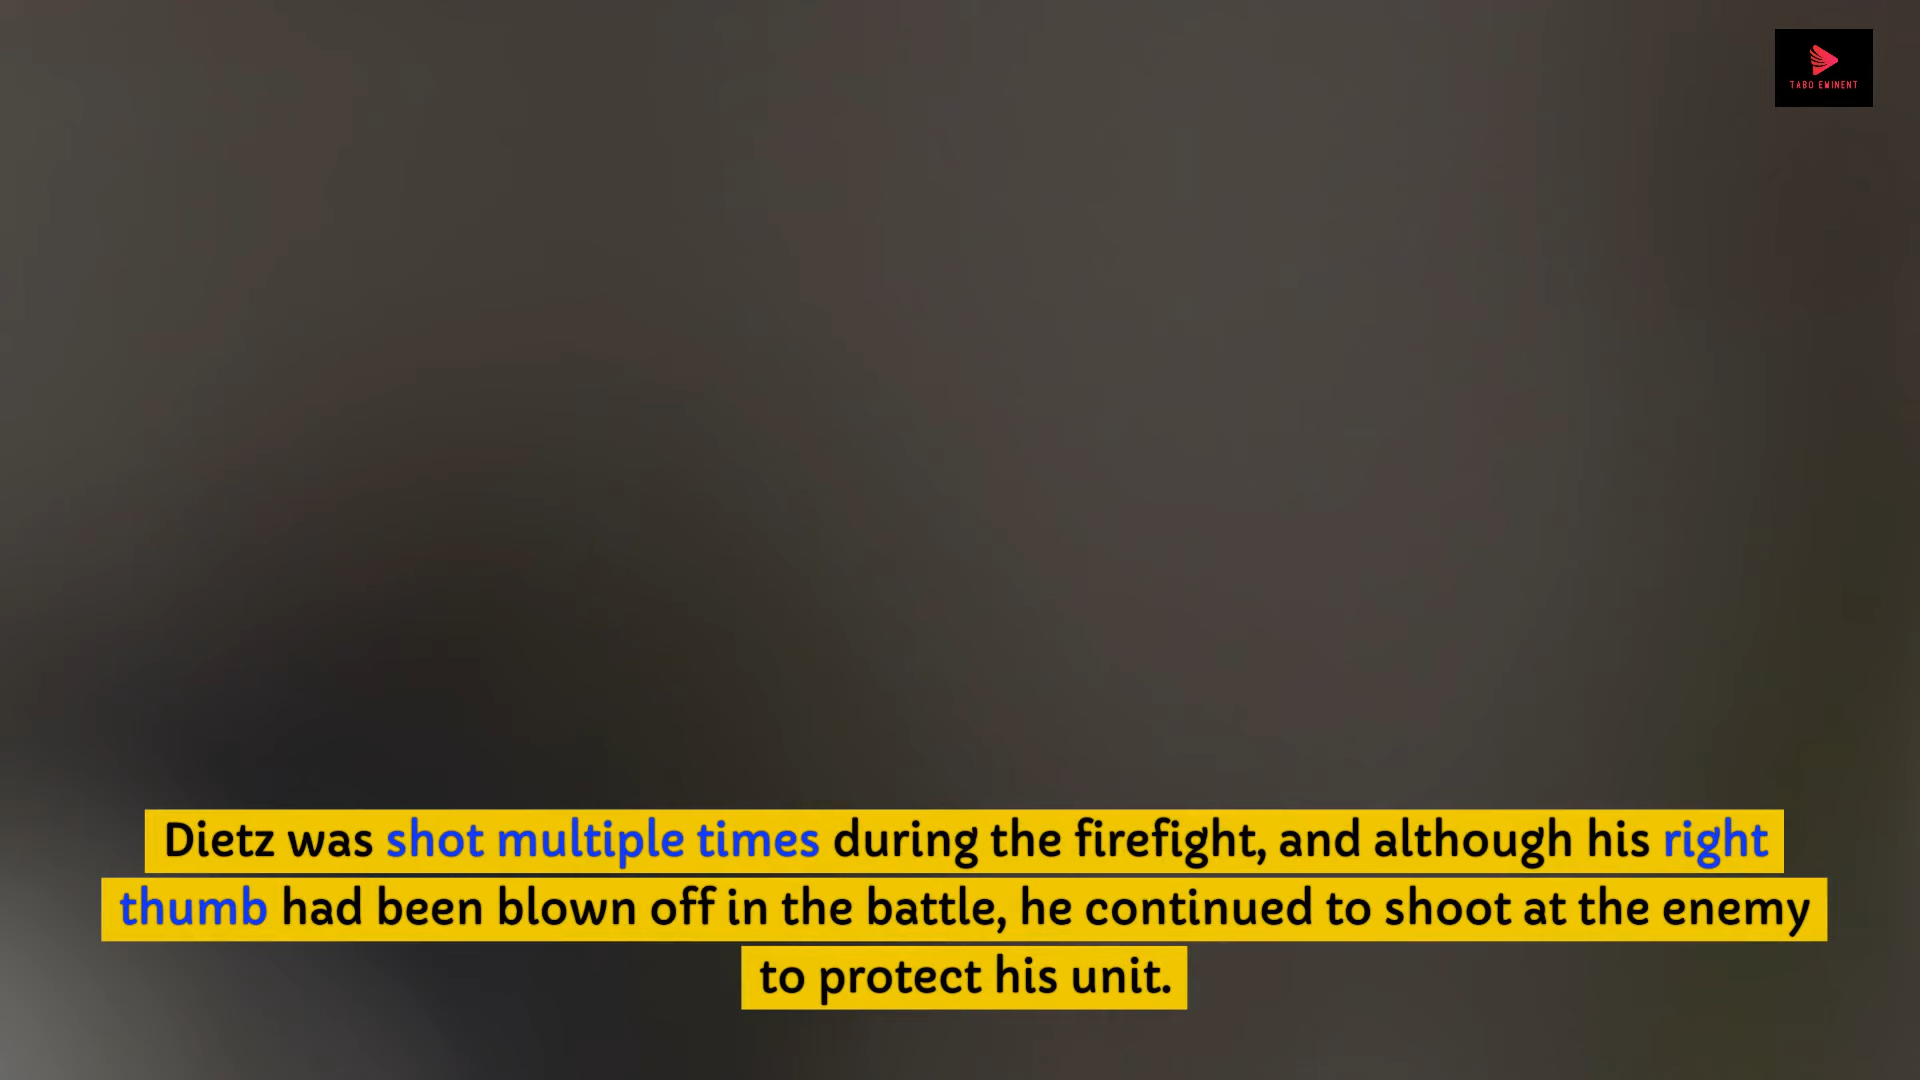 TABO EMINENT
Dietz was shot multiple times during the firefight, and although his right
thumb had been blown off in the battle, he continued to shoot at the enemy
to protect his unit.